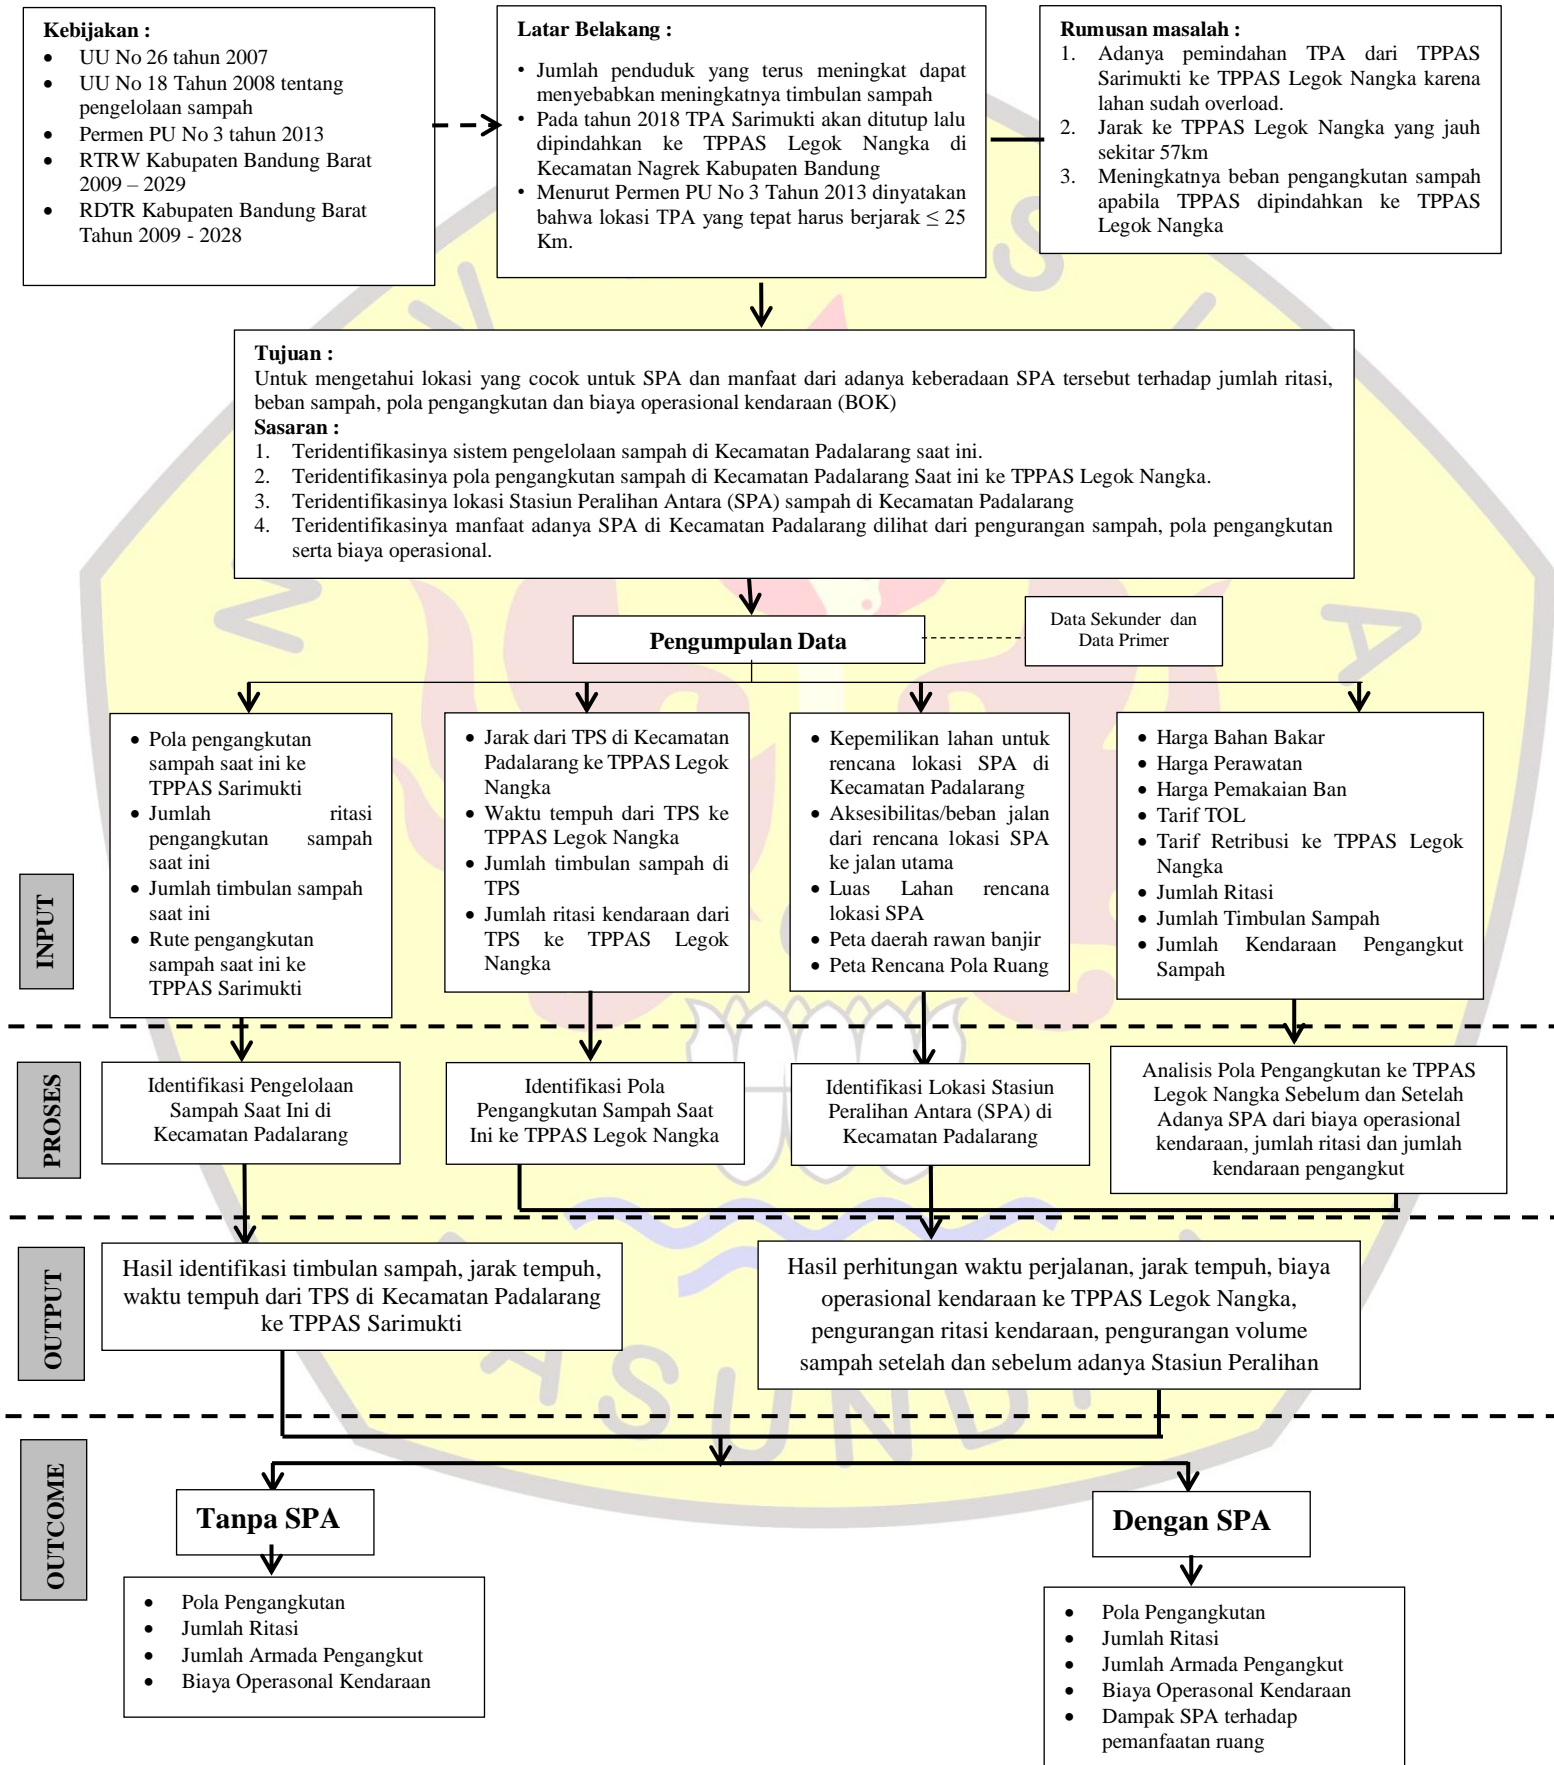 Kebijakan :
• UU No 26 tahun 2007
• UU No 18 Tahun 2008 tentang
pengelolaan sampah
• Permen PU No 3 tahun 2013
• RTRW Kabupaten Bandung Barat
2009 – 2029
• RDTR Kabupaten Bandung Barat
Tahun 2009 - 2028
Latar Belakang :
• Jumlah penduduk yang terus meningkat dapat
menyebabkan meningkatnya timbulan sampah
• Pada tahun 2018 TPA Sarimukti akan ditutup lalu
dipindahkan ke TPPAS Legok Nangka di
Kecamatan Nagrek Kabupaten Bandung
• Menurut Permen PU No 3 Tahun 2013 dinyatakan
bahwa lokasi TPA yang tepat harus berjarak ≤ 25
Km.
Rumusan masalah :
1. Adanya pemindahan TPA dari TPPAS
Sarimukti ke TPPAS Legok Nangka karena
lahan sudah overload.
2. Jarak ke TPPAS Legok Nangka yang jauh
sekitar 57km
3. Meningkatnya beban pengangkutan sampah
apabila TPPAS dipindahkan ke TPPAS
Legok Nangka
Tujuan :
Untuk mengetahui lokasi yang cocok untuk SPA dan manfaat dari adanya keberadaan SPA tersebut terhadap jumlah ritasi,
beban sampah, pola pengangkutan dan biaya operasional kendaraan (BOK)
Sasaran :
1. Teridentifikasinya sistem pengelolaan sampah di Kecamatan Padalarang saat ini.
2. Teridentifikasinya pola pengangkutan sampah di Kecamatan Padalarang Saat ini ke TPPAS Legok Nangka.
3. Teridentifikasinya lokasi Stasiun Peralihan Antara (SPA) sampah di Kecamatan Padalarang
4. Teridentifikasinya manfaat adanya SPA di Kecamatan Padalarang dilihat dari pengurangan sampah, pola pengangkutan
serta biaya operasional.
Pengumpulan Data
Data Sekunder dan
Data Primer
INPUT
• Pola pengangkutan
sampah saat ini ke
TPPAS Sarimukti
• Jumlah ritasi
pengangkutan sampah
saat ini
• Jumlah timbulan sampah
saat ini
• Rute pengangkutan
sampah saat ini ke
TPPAS Sarimukti
• Jarak dari TPS di Kecamatan
Padalarang ke TPPAS Legok
Nangka
• Waktu tempuh dari TPS ke
TPPAS Legok Nangka
• Jumlah timbulan sampah di
TPS
• Jumlah ritasi kendaraan dari
TPS ke TPPAS Legok
Nangka
• Kepemilikan lahan untuk
rencana lokasi SPA di
Kecamatan Padalarang
• Aksesibilitas/beban jalan
dari rencana lokasi SPA
ke jalan utama
• Luas Lahan rencana
lokasi SPA
• Peta daerah rawan banjir
• Peta Rencana Pola Ruang
• Harga Bahan Bakar
• Harga Perawatan
• Harga Pemakaian Ban
• Tarif TOL
• Tarif Retribusi ke TPPAS Legok
Nangka
• Jumlah Ritasi
• Jumlah Timbulan Sampah
• Jumlah Kendaraan Pengangkut
Sampah
PROSES
Identifikasi Pengelolaan
Sampah Saat Ini di
Kecamatan Padalarang
Identifikasi Pola
Pengangkutan Sampah Saat
Ini ke TPPAS Legok Nangka
Identifikasi Lokasi Stasiun
Peralihan Antara (SPA) di
Kecamatan Padalarang
Analisis Pola Pengangkutan ke TPPAS
Legok Nangka Sebelum dan Setelah
Adanya SPA dari biaya operasional
kendaraan, jumlah ritasi dan jumlah
kendaraan pengangkut
OUTPUT
Hasil identifikasi timbulan sampah, jarak tempuh,
waktu tempuh dari TPS di Kecamatan Padalarang
ke TPPAS Sarimukti
Hasil perhitungan waktu perjalanan, jarak tempuh, biaya
operasional kendaraan ke TPPAS Legok Nangka,
pengurangan ritasi kendaraan, pengurangan volume
sampah setelah dan sebelum adanya Stasiun Peralihan
OUTCOME
Tanpa SPA
• Pola Pengangkutan
• Jumlah Ritasi
• Jumlah Armada Pengangkut
• Biaya Operasonal Kendaraan
Dengan SPA
• Pola Pengangkutan
• Jumlah Ritasi
• Jumlah Armada Pengangkut
• Biaya Operasonal Kendaraan
• Dampak SPA terhadap
pemanfaatan ruang